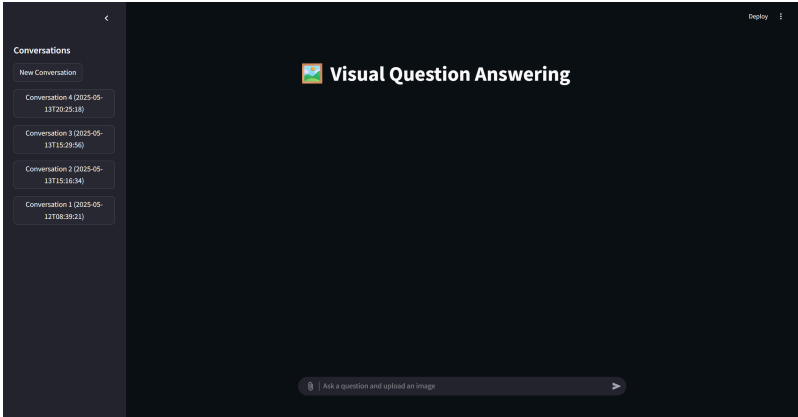 Deploy
Conversations
New Conversation
Conversation 4 (2025-05-
13T20:25:18)
Conversation 3 (2025-05-
13T15:29:56)
Conversation 2 (2025-05-
13T15:16:34)
Conversation 1 (2025-05-
12T08:39:21)
Visual Question Answering
Ask a question and upload an image